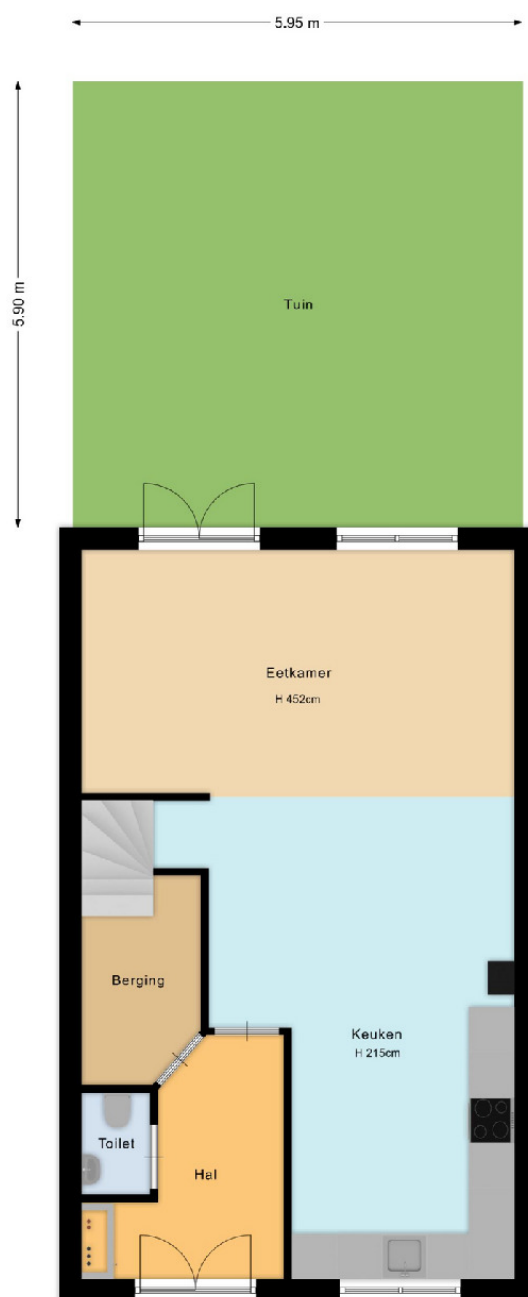 5.95 m
5.90 m
Tuin
Eetkamer
H 452cm
Berging
Keuken
H 215cm
Toilet
Hal